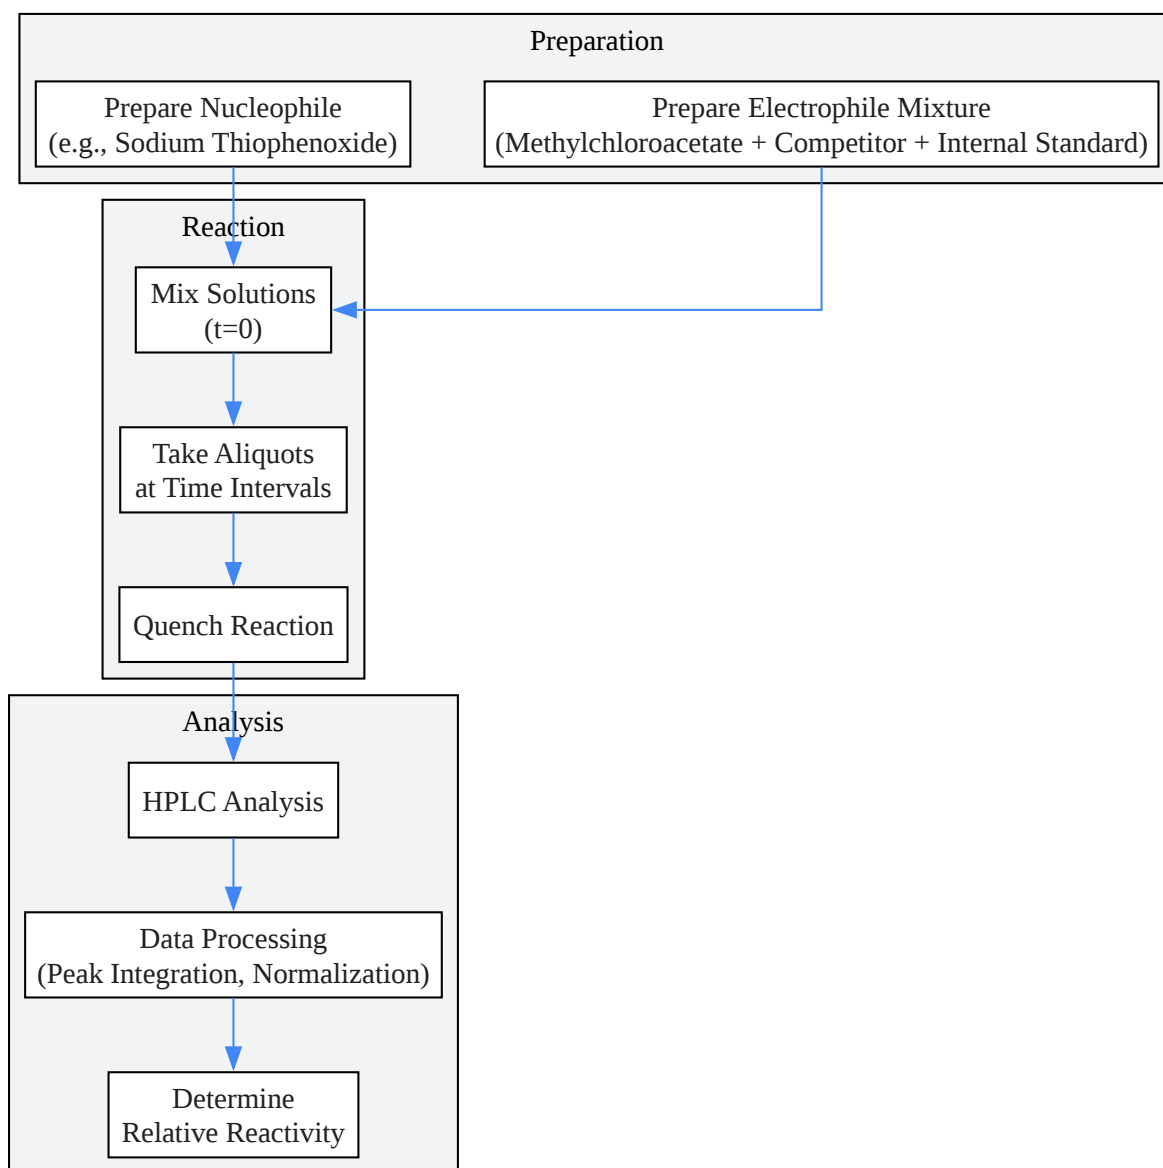 Preparation
Prepare Nucleophile
(e.g., Sodium Thiophenoxide)
Prepare Electrophile Mixture
(Methylchloroacetate + Competitor + Internal Standard)
Reaction
Mix Solutions
(t=0)
Take Aliquots
at Time Intervals
Quench Reaction
Analysis
HPLC Analysis
Data Processing
(Peak Integration, Normalization)
Determine
Relative Reactivity